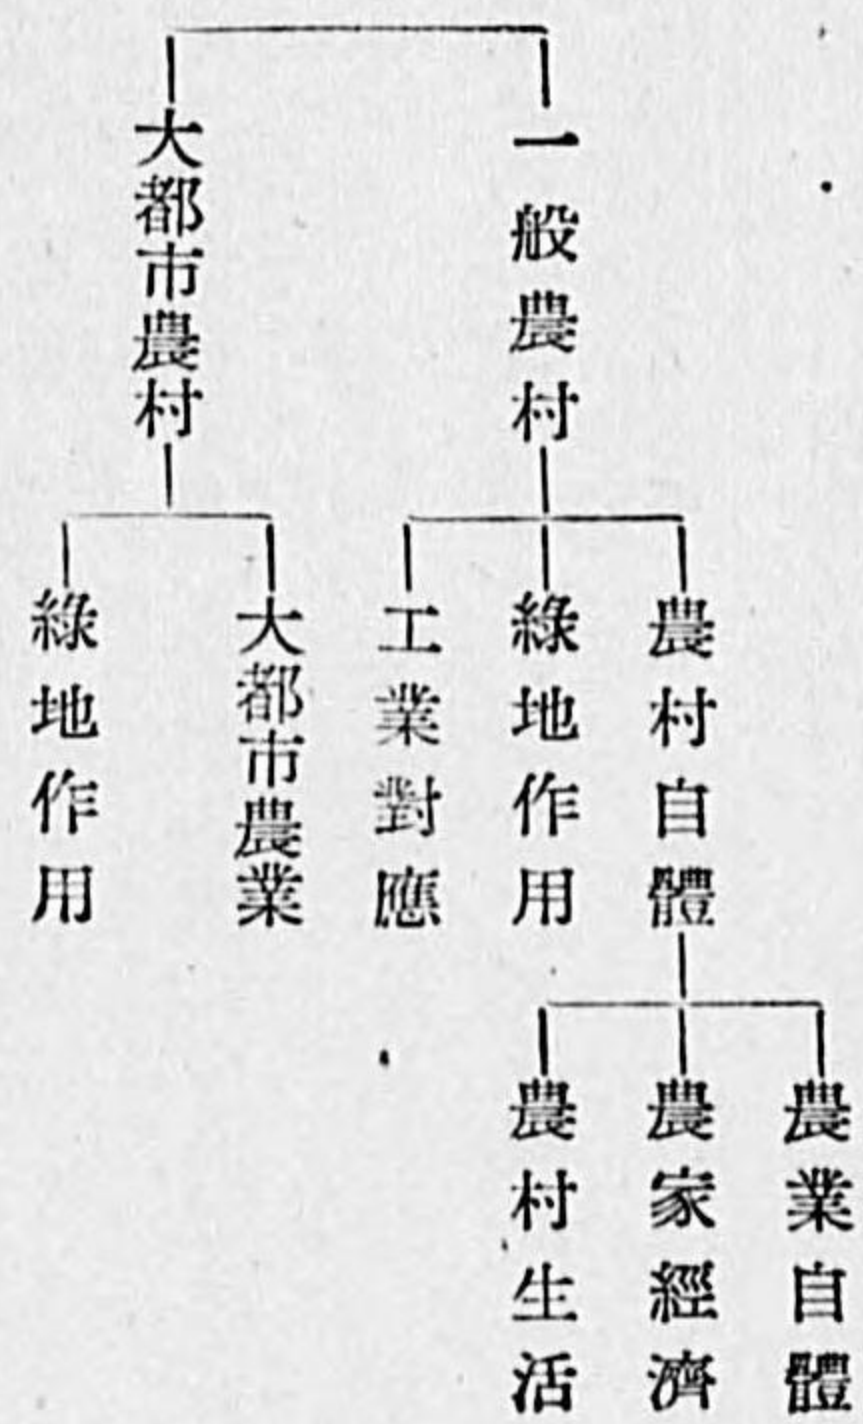 一般農村
農村自體
農業自體
農家經濟
農村生活
綠地作用
工業對應
大都市農村
大都市農業
綠地作用